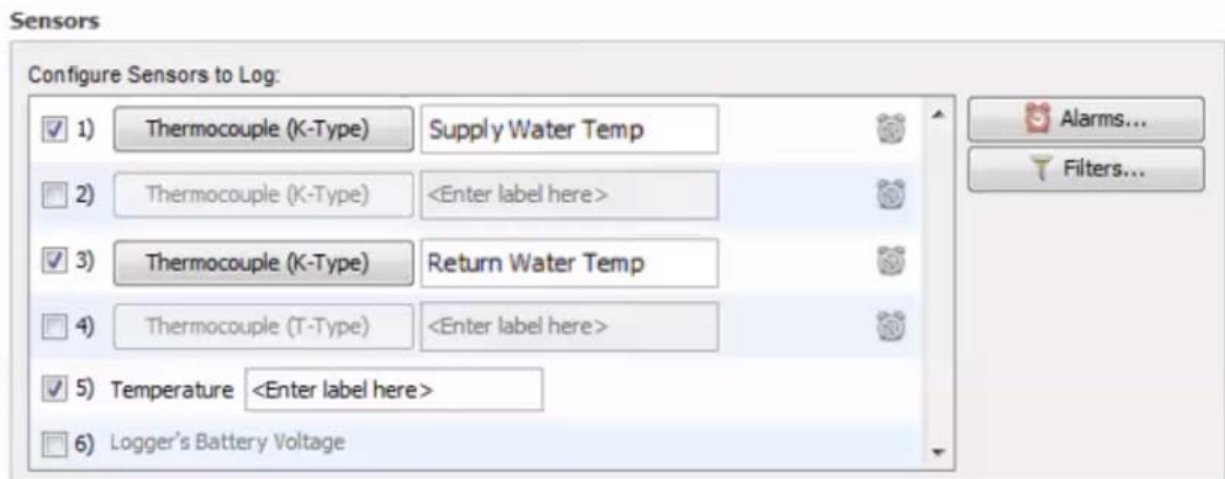 Sensors
Configure Sensors to Log:
1) Thermocouple (K-Type) Supply Water Temp
Alarms...
2) Thermocouple (K-Type) <Enter label here>
Filters...
3) Thermocouple (K-Type) Return Water Temp
4) Thermocouple (T-Type) <Enter label here>
5) Temperature <Enter label here>
6) Logger's Battery Voltage